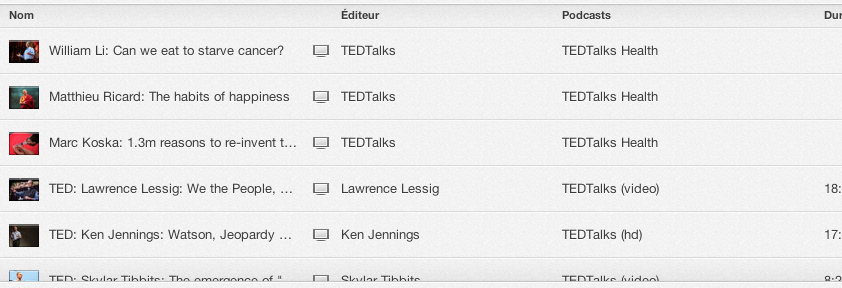 Nom Éditeur Podcasts Dur
William Li: Can we eat to starve cancer? TEDTalks TEDTalks Health
Matthieu Ricard: The habits of happiness TEDTalks TEDTalks Health
Marc Koska: 1.3m reasons to re-invent t... TEDTalks TEDTalks Health
TED: Lawrence Lessig: We the People, ... Lawrence Lessig TEDTalks (video) 18:
TED: Ken Jennings: Watson, Jeopardy ... Ken Jennings TEDTalks (hd) 17:
TED: Skylar Tibbits: The emergence of " Skylar Tibbits TEDTalks (video) 8:2